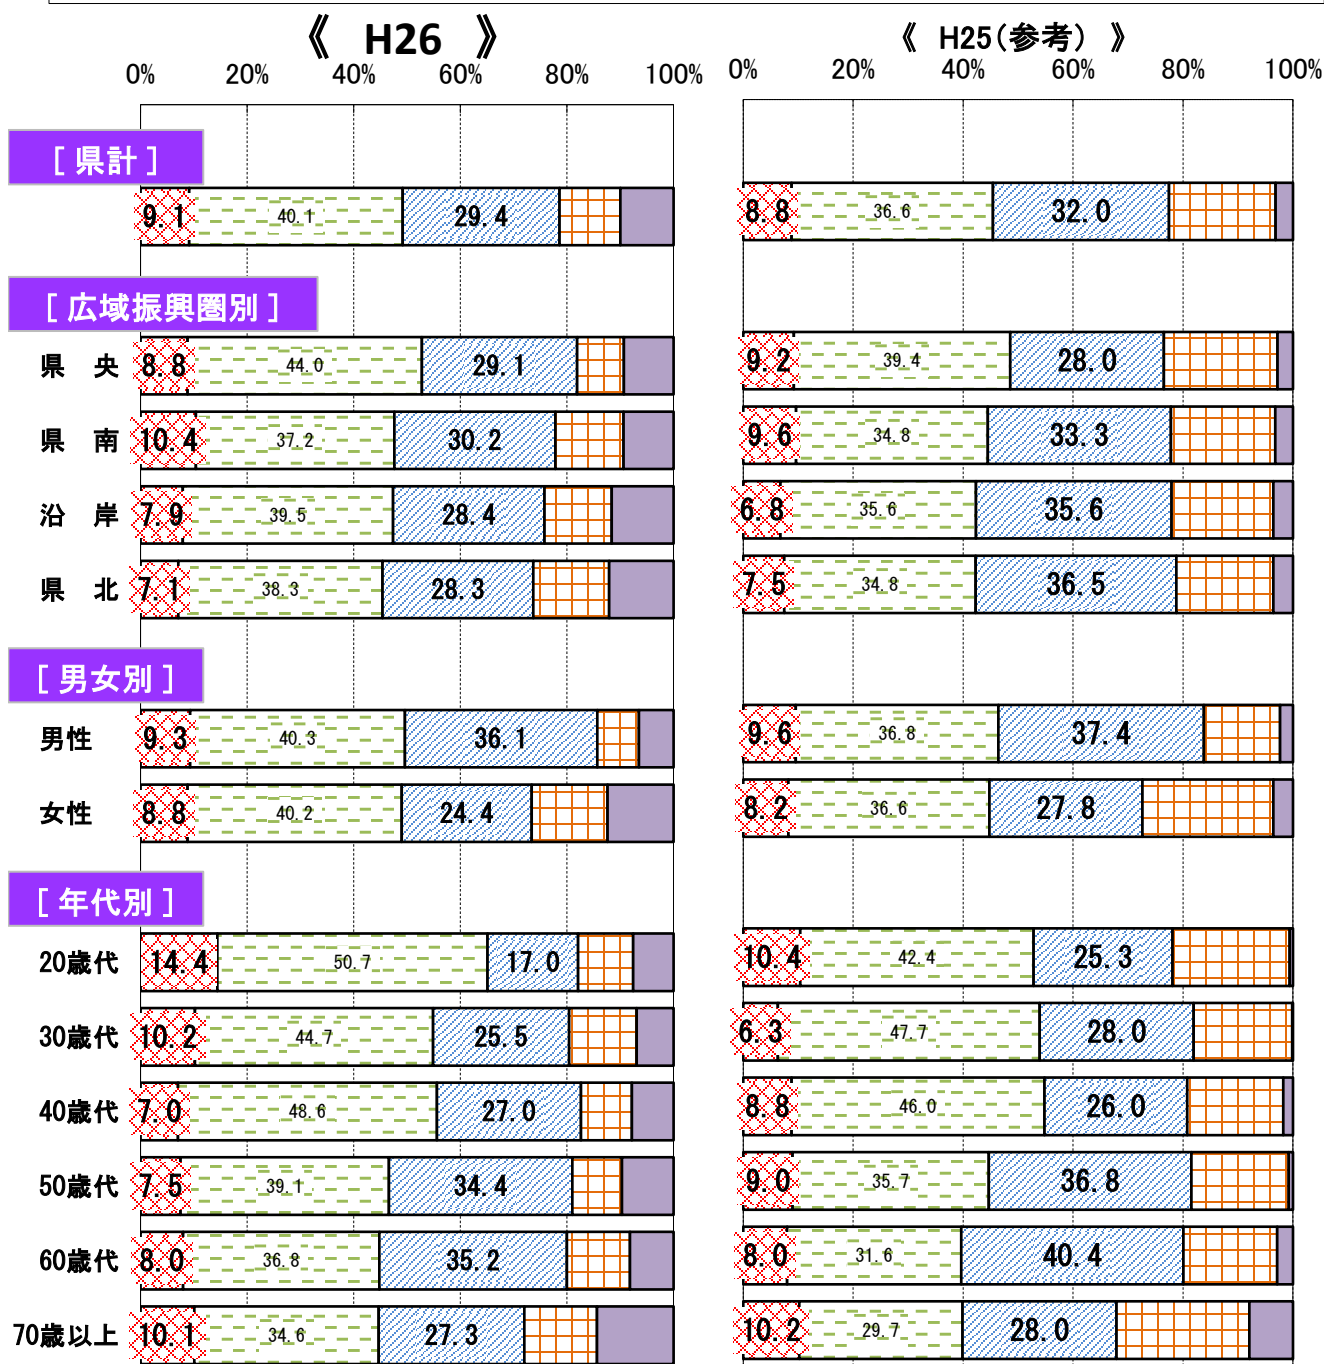 《 H26 》 《 H25(参考) 》
0% 20% 40% 60% 80% 100% 0% 20% 40% 60% 80% 100%
[ 県計 ]
9.1 40.1 29.4 8.8 36.6 32.0
[ 広域振興圏別 ]
県 央 8.8 44.0 29.1 9.2 39.4 28.0
県 南 10.4 37.2 30.2 9.6 34.8 33.3
沿 岸 7.9 39.5 28.4 6.8 35.6 35.6
県 北 7.1 38.3 28.3 7.5 34.8 36.5
[ 男女別 ]
男性 9.3 40.3 36.1 9.6 36.8 37.4
女性 8.8 40.2 24.4 8.2 36.6 27.8
[ 年代別 ]
20歳代 14.4 50.7 17.0 10.4 42.4 25.3
30歳代 10.2 44.7 25.5 6.3 47.7 28.0
40歳代 7.0 48.6 27.0 8.8 46.0 26.0
50歳代 7.5 39.1 34.4 9.0 35.7 36.8
60歳代 8.0 36.8 35.2 8.0 31.6 40.4
70歳以上 10.1 34.6 27.3 10.2 29.7 28.0